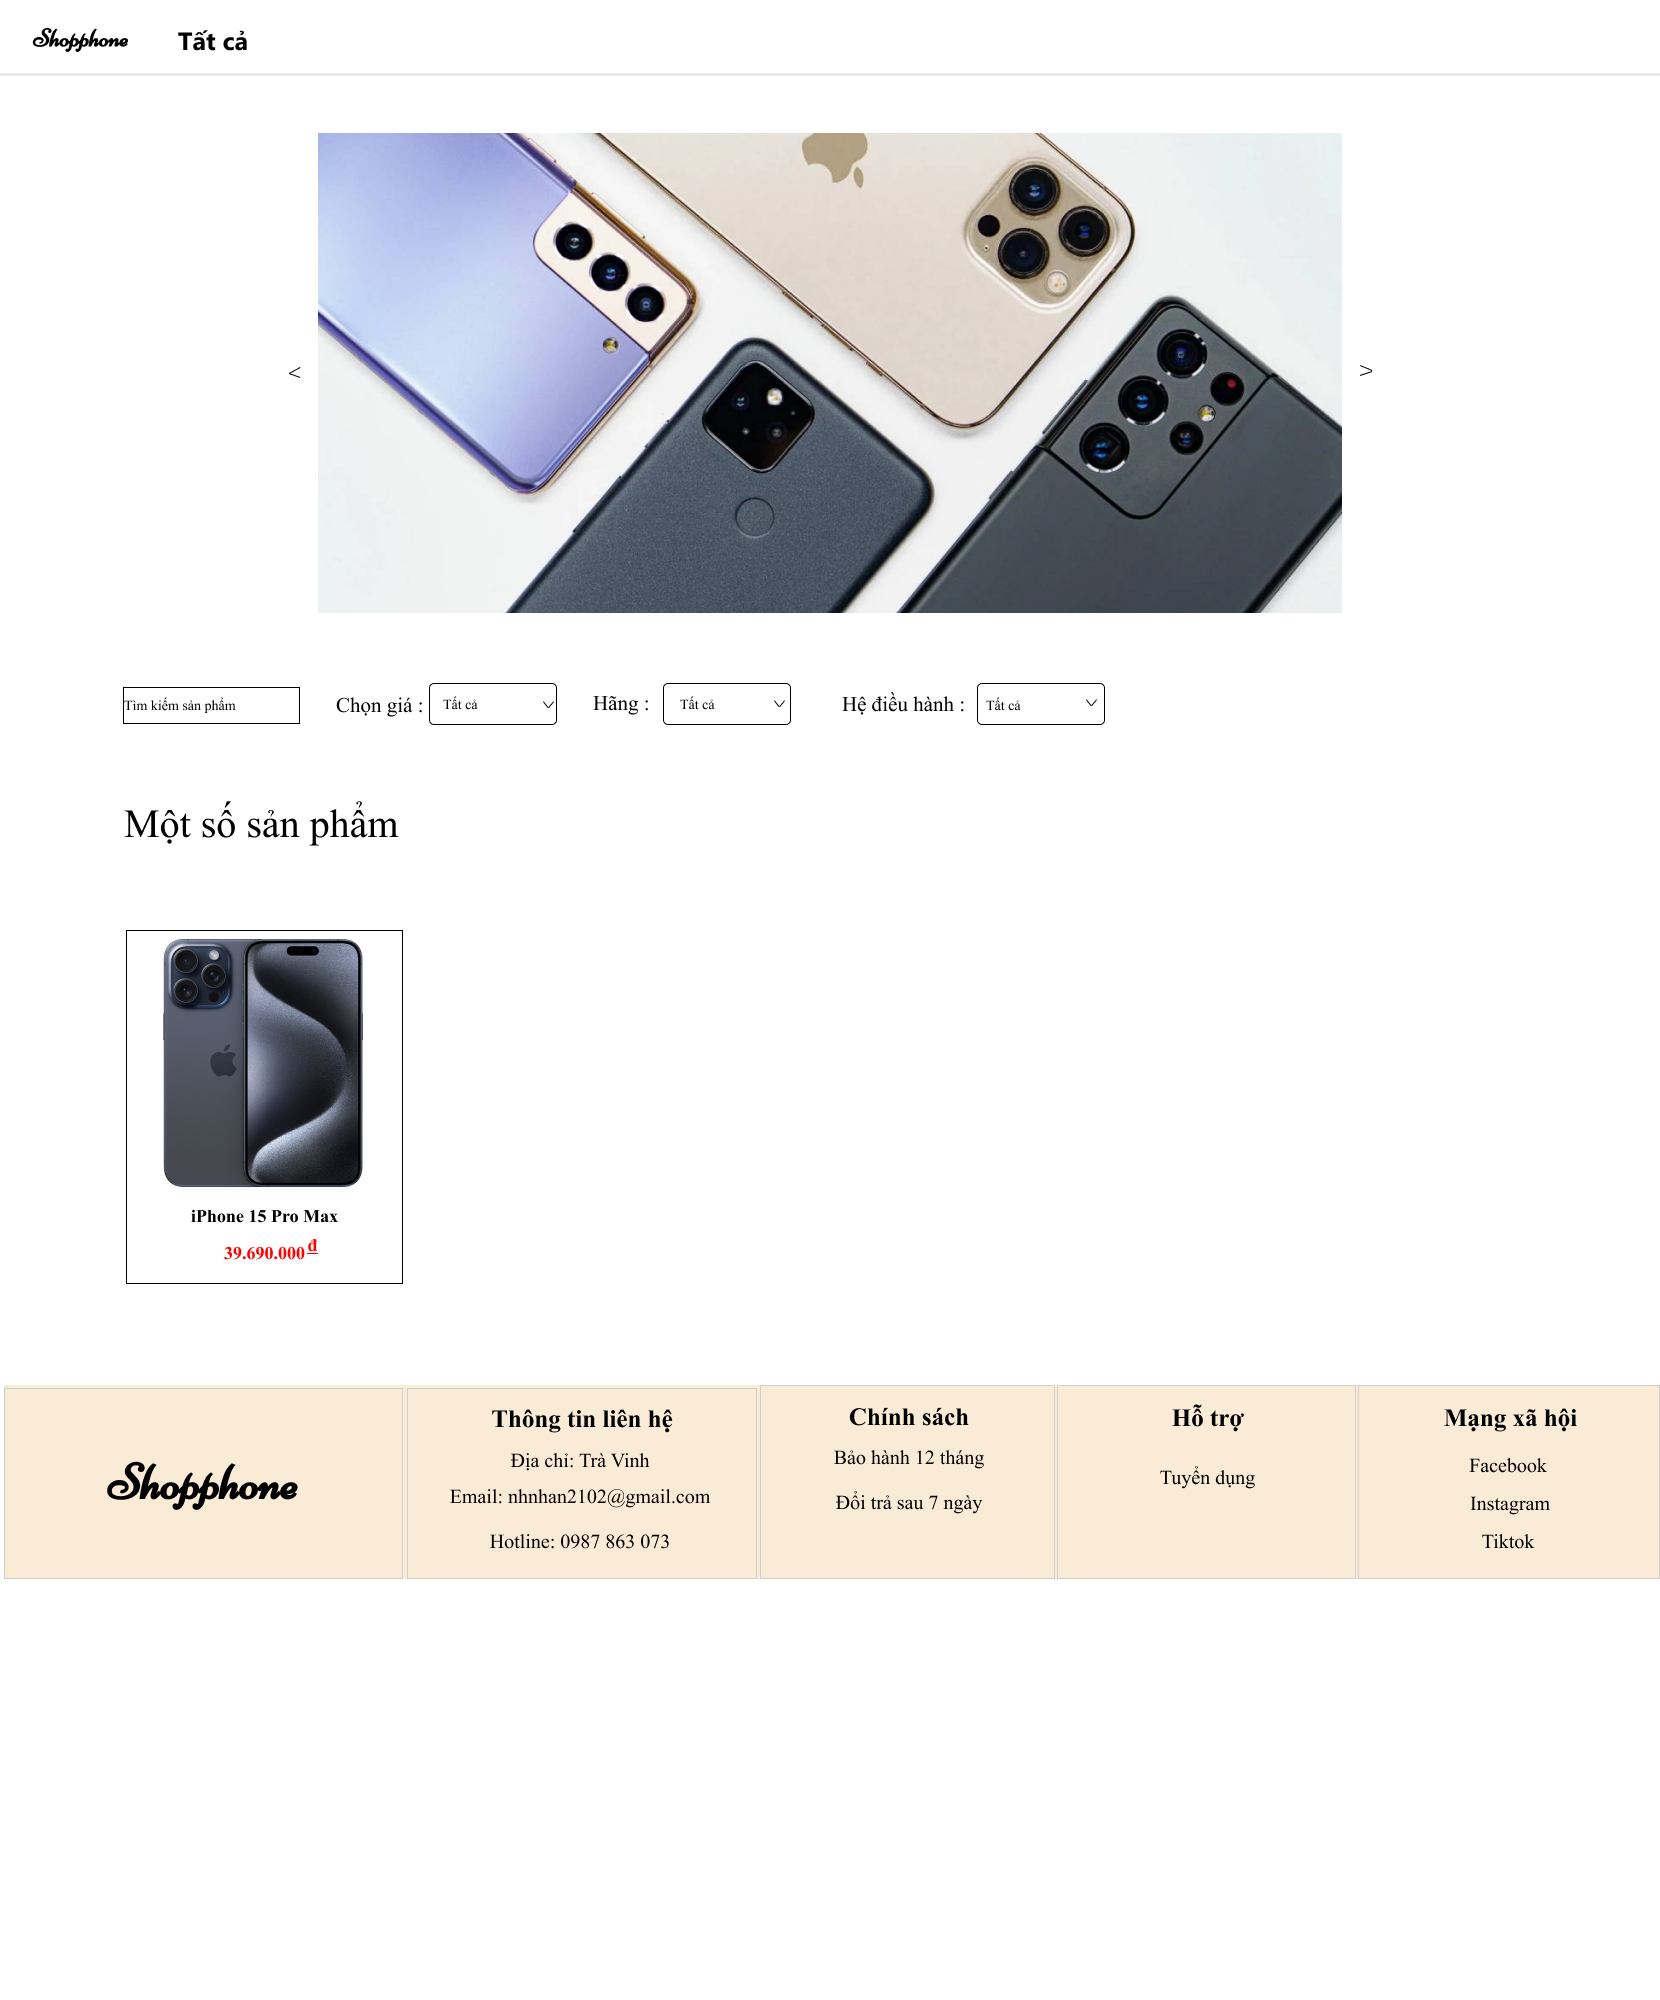 Shopphone Tất cả
< >
Tìm kiếm sản phẩm Chọn giá : Tất cả Hãng : Tất cả Hệ điều hành : Tất cả
Một số sản phẩm
iPhone 15 Pro Max
39.690.000 đ
Shopphone
Thông tin liên hệ
Địa chỉ: Trà Vinh
Email: nhnhan2102@gmail.com
Hotline: 0987 863 073
Chính sách
Bảo hành 12 tháng
Đổi trả sau 7 ngày
Hỗ trợ
Tuyển dụng
Mạng xã hội
Facebook
Instagram
Tiktok